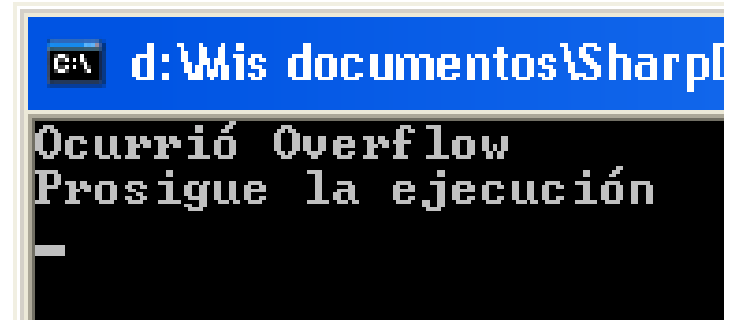 C:\
d:\Mis documentos\SharpD
Ocurrió Overflow
Prosigue la ejecución